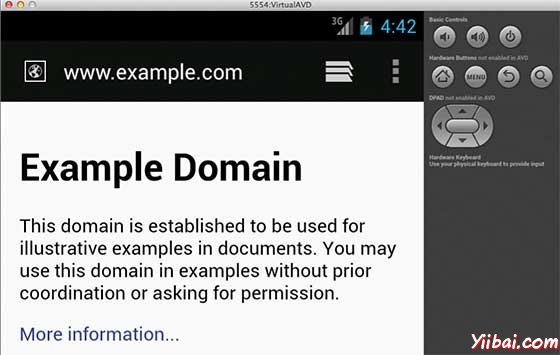 5554:VirtualAVD
3G 4:42
www.example.com
Example Domain
This domain is established to be used for
illustrative examples in documents. You may
use this domain in examples without prior
coordination or asking for permission.
More information...
Basic Controls
Hardware Buttons not enabled in AVD
MENU
DPAD not enabled in AVD
Hardware Keyboard
Use your physical keyboard to provide input
Yiibai.com